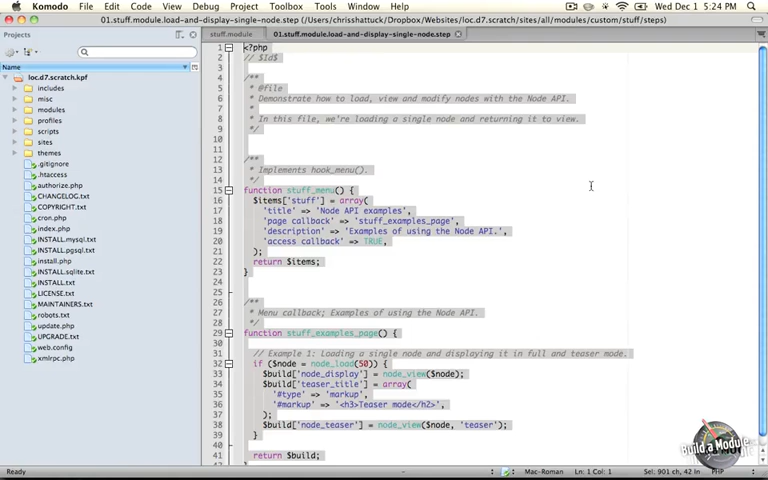 Komodo File Edit Code View Debug Project Toolbox Tools Window Help Wed Dec 1 5:24 PM
01.stuff.module.load-and-display-single-node.step (/Users/chrisshattuck/Dropbox/Websites/loc.d7.scratch/sites/all/modules/custom/stuff/steps)
Projects
stuff.module
01.stuff.module.load-and-display-single-node.step
Name
loc.d7.scratch.kpf
includes
misc
modules
profiles
scripts
sites
themes
.gitignore
.htaccess
authorize.php
CHANGELOG.txt
COPYRIGHT.txt
cron.php
index.php
INSTALL.mysql.txt
INSTALL.pgsql.txt
install.php
INSTALL.sqlite.txt
INSTALL.txt
LICENSE.txt
MAINTAINERS.txt
robots.txt
update.php
UPGRADE.txt
web.config
xmlrpc.php
1 <?php
2 // $Id$
3
4 /**
5 * @file
6 * Demonstrate how to load, view and modify nodes with the Node API.
7 *
8 * In this file, we're loading a single node and returning it to view.
9 */
10
11
12 /**
13 * Implements hook_menu().
14 */
15 function stuff_menu() {
16 $items['stuff'] = array(
17 'title' => 'Node API examples',
18 'page callback' => 'stuff_examples_page',
19 'description' => 'Examples of using the Node API.',
20 'access callback' => TRUE,
21 );
22 return $items;
23 }
24
25
26 /**
27 * Menu callback; Examples of using the Node API.
28 */
29 function stuff_examples_page() {
30
31 // Example 1: Loading a single node and displaying it in full and teaser mode.
32 if ($node = node_load(50)) {
33 $build['node_display'] = node_view($node);
34 $build['teaser_title'] = array(
35 '#type' => 'markup',
36 '#markup' => '<h3>Teaser mode</h2>',
37 );
38 $build['node_teaser'] = node_view($node, 'teaser');
39 }
40
41 return $build;
Build a Module
Ready
Mac-Roman Ln: 1 Col: 1 Sel: 901 ch, 42 ln PHP